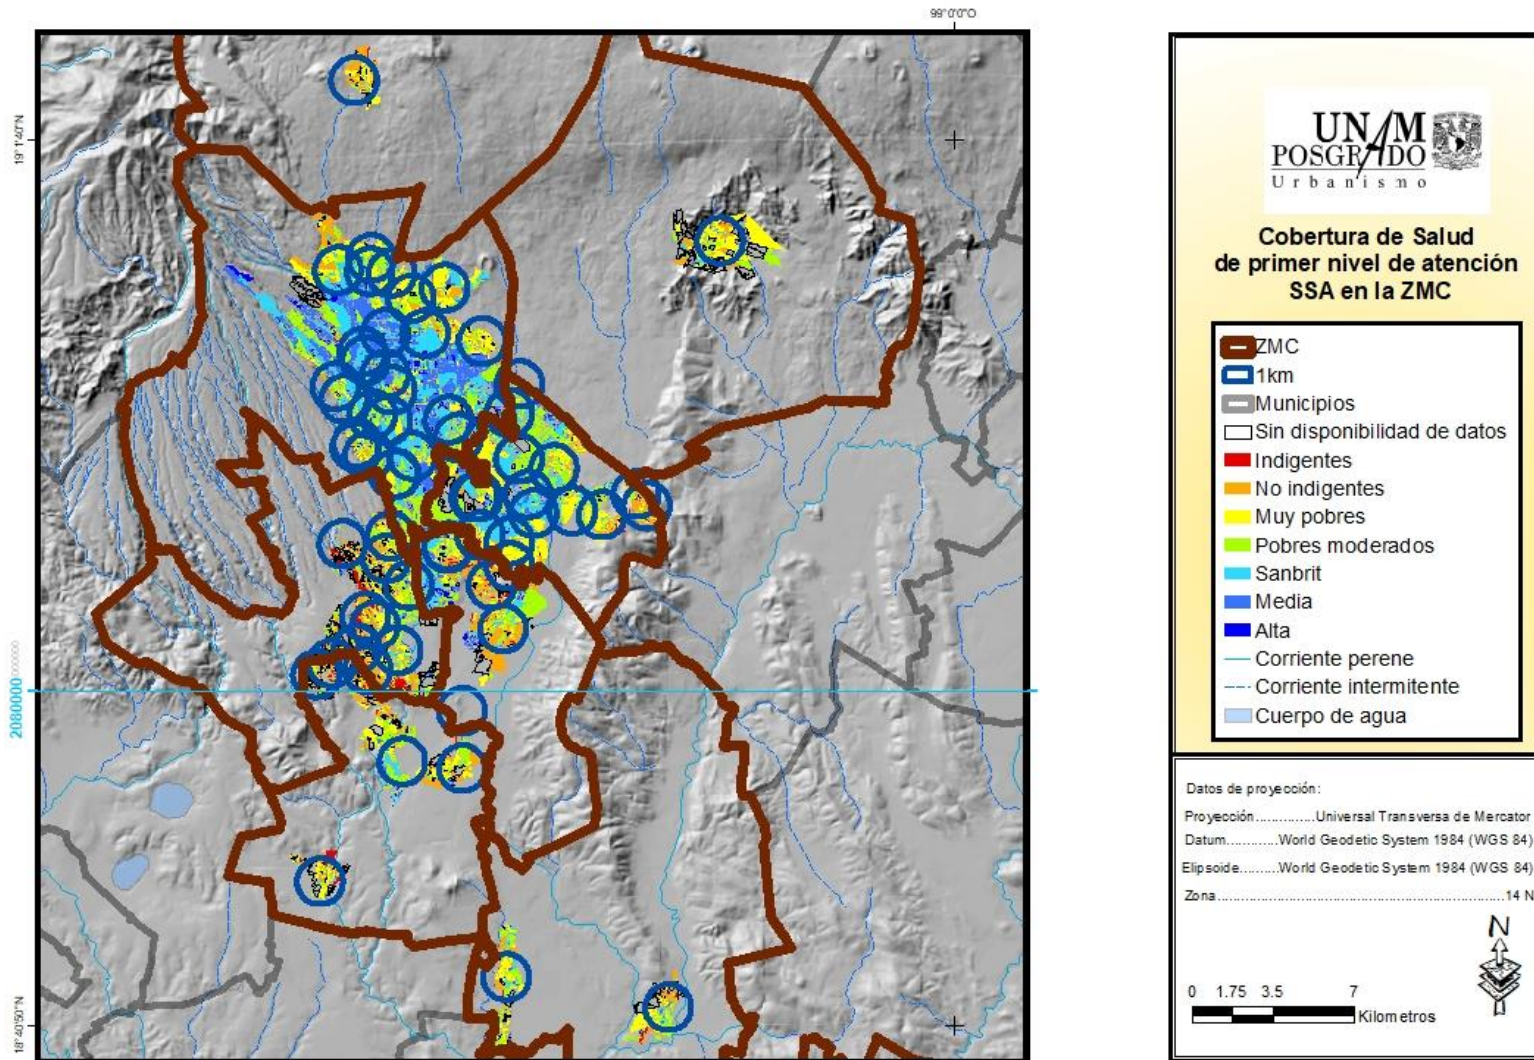 99°0'0"O
19°1'40"N
2080000
18°40'50"N
UNAM
POSGRADO
Urbanismo
Cobertura de Salud
de primer nivel de atención
SSA en la ZMC
ZMC
1km
Municipios
Sin disponibilidad de datos
Indigentes
No indigentes
Muy pobres
Pobres moderados
Sanbrit
Media
Alta
Corriente perene
Corriente intermitente
Cuerpo de agua
Datos de proyección:
Proyección..............Universal Transversa de Mercator
Datum............World Geodetic System 1984 (WGS 84)
Elipsoide.........World Geodetic System 1984 (WGS 84)
Zona..............................................................14 N
N
0 1.75 3.5 7
Kilometros